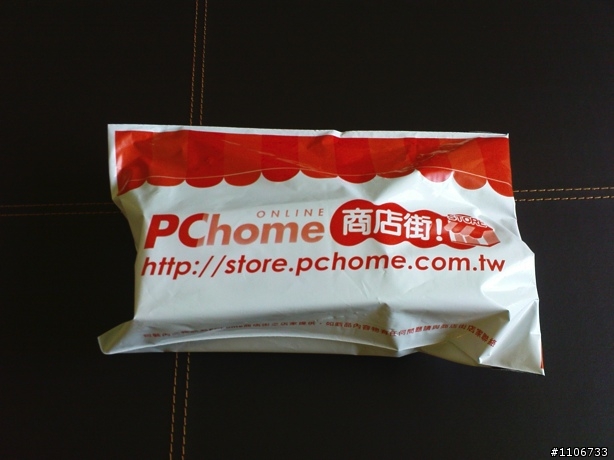 ONLINE
PChome 商店街! STORE
http://store.pchome.com.tw
#1106733